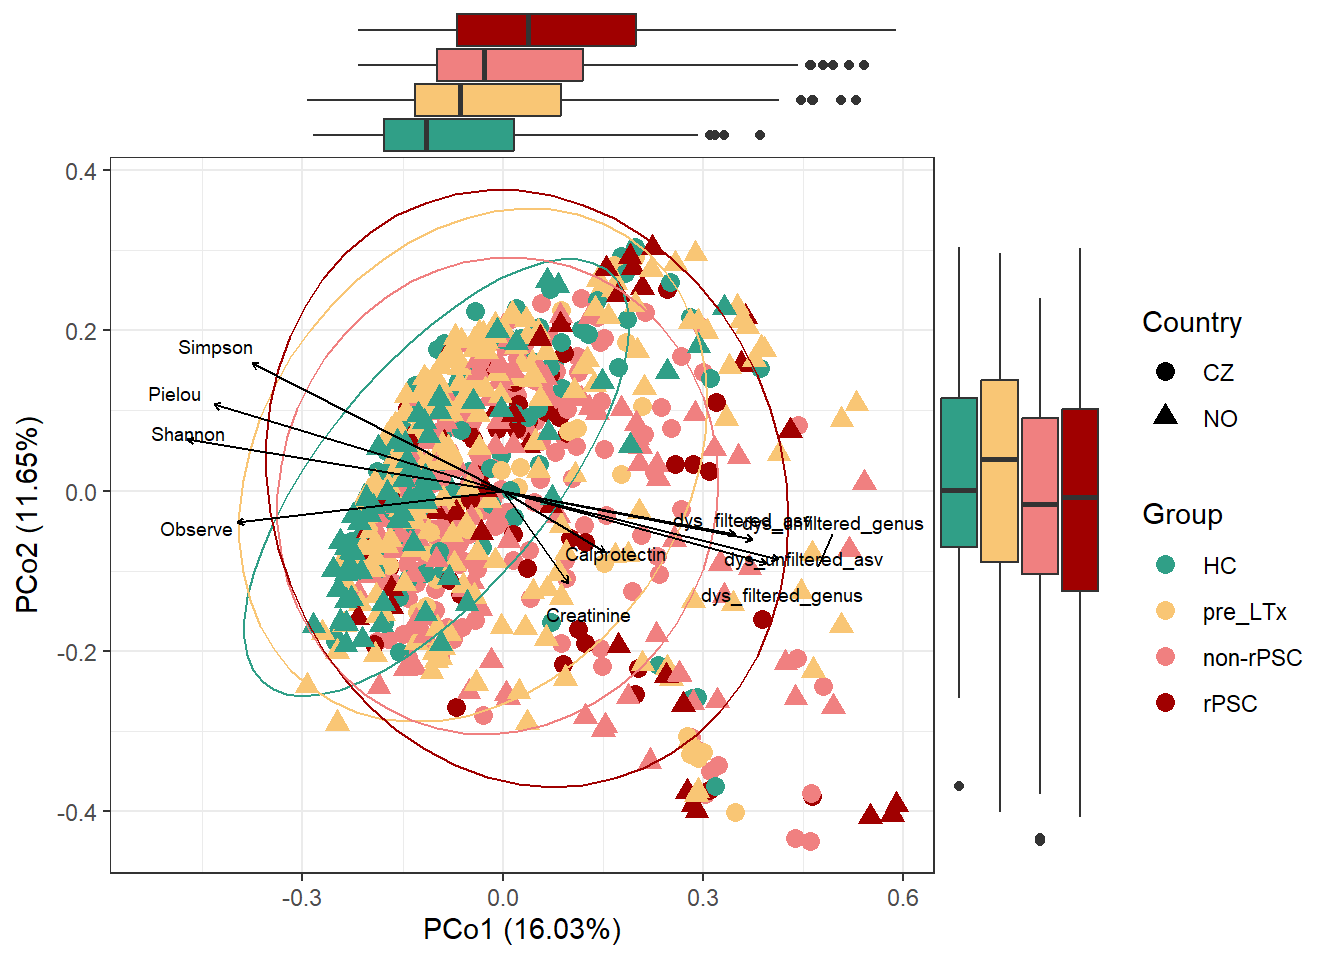 0.4
0.2
0.0
-0.2
-0.4
PCo2 (11.65%)
Simpson
Pielou
Shannon
Observe
dys_filtered_asv
dys_unfiltered_genus
Calprotectin
dys_unfiltered_asv
dys_filtered_genus
Creatinine
-0.3
0.0
0.3
0.6
PCo1 (16.03%)
Country
CZ
NO
Group
HC
pre_LTx
non-rPSC
rPSC